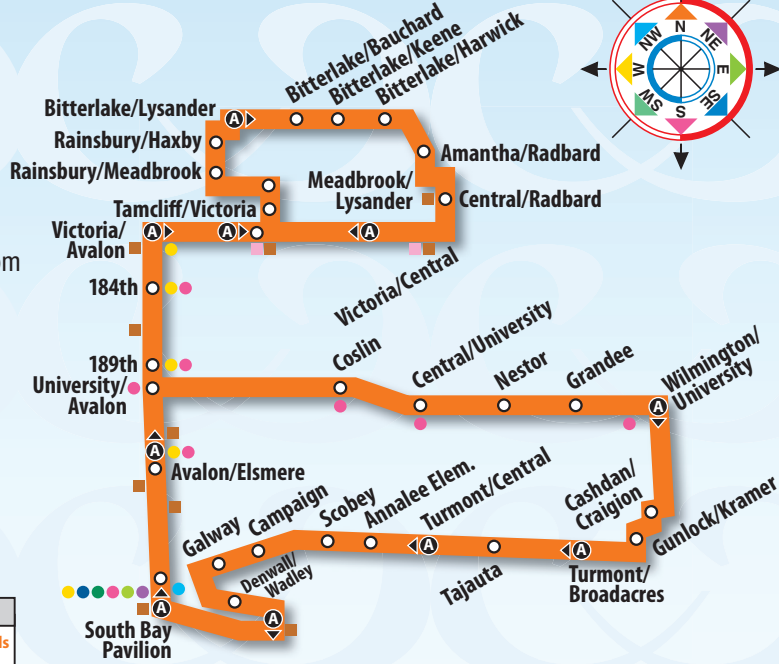 Bitterlake/Bauchard
Bitterlake/Keene
Bitterlake/Harwick
N
NE
E
SE
S
SW
W
NW
Bitterlake/Lysander
A
Rainsbury/Haxby
Amantha/Radbard
Rainsbury/Meadbrook
Meadbrook/
Lysander
Central/Radbard
Tamcliff/Victoria
Victoria/
Avalon
A
A
A
om
184th
Victoria/Central
189th
University/
Avalon
Coslin
Central/University
Nestor
Grandee
Wilmington/
University
A
A
Avalon/Elsmere
Galway
Campaign
Scobey
Annalee Elem.
Turmont/Central
Cashdan/
Craigion
Gunlock/Kramer
A
A
Tajauta
Turmont/
Broadacres
Denwall/
Wadley
A
A
South Bay
Pavilion
ls